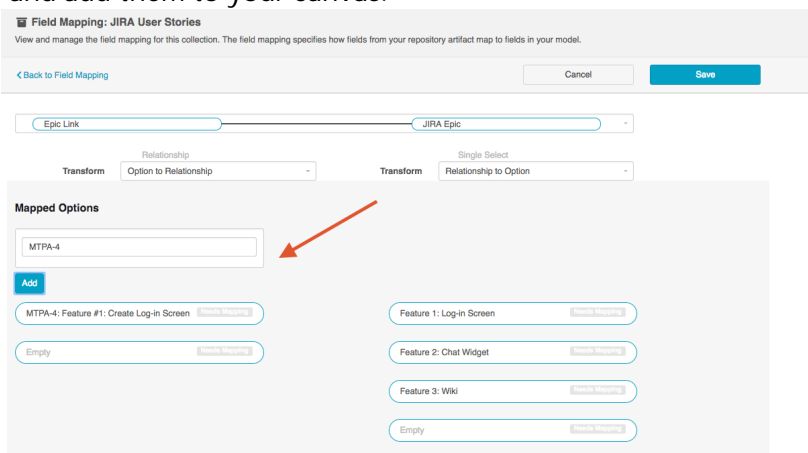 and add them to your canvas.
Field Mapping: JIRA User Stories
View and manage the field mapping for this collection. The field mapping specifies how fields from your repository artifact map to fields in your model.
Back to Field Mapping Cancel Save
Epic Link JIRA Epic
Relationship Single Select
Transform Option to Relationship Transform Relationship to Option
Mapped Options
MTPA-4
Add
MTPA-4: Feature #1: Create Log-in Screen Needs Mapping Feature 1: Log-in Screen Needs Mapping
Empty Needs Mapping Feature 2: Chat Widget Needs Mapping
Feature 3: Wiki Needs Mapping
Empty Needs Mapping